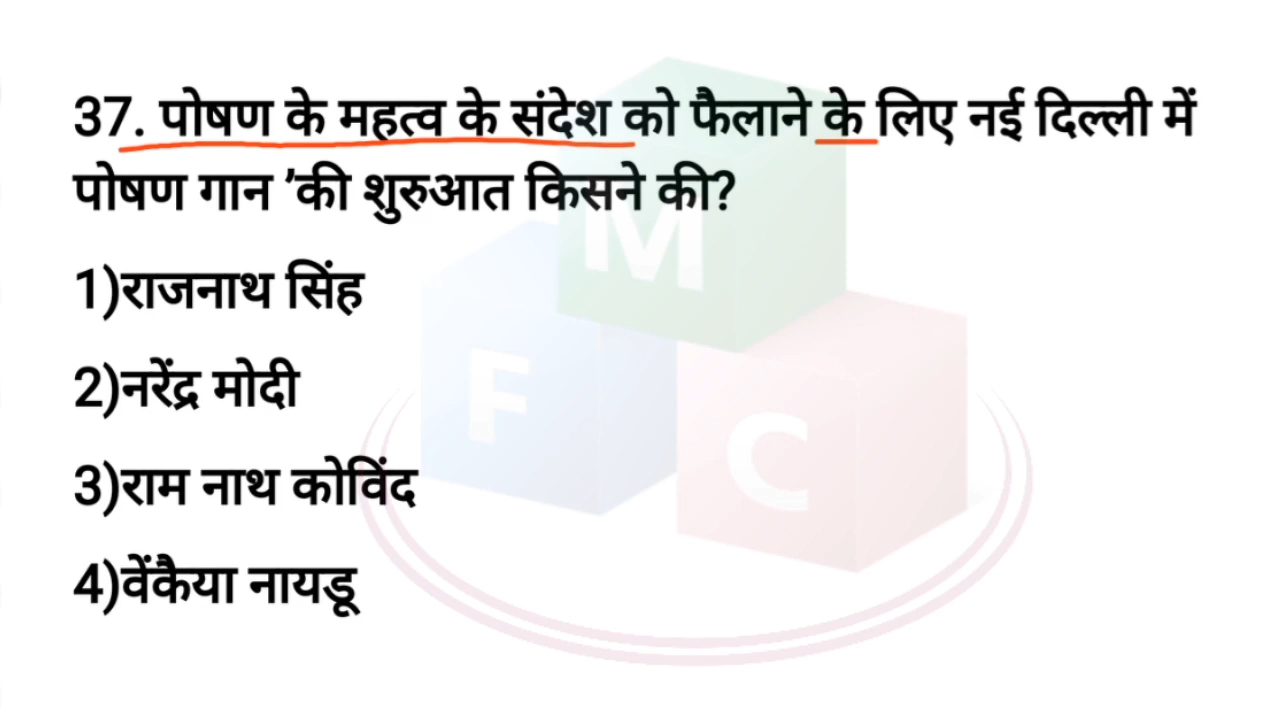 37. पोषण के महत्व के संदेश को फैलाने के लिए नई दिल्ली में
पोषण गान ’की शुरुआत किसने की?
1)राजनाथ सिंह
2)नरेंद्र मोदी
3)राम नाथ कोविंद
4)वेंकैया नायडू
M
F
C